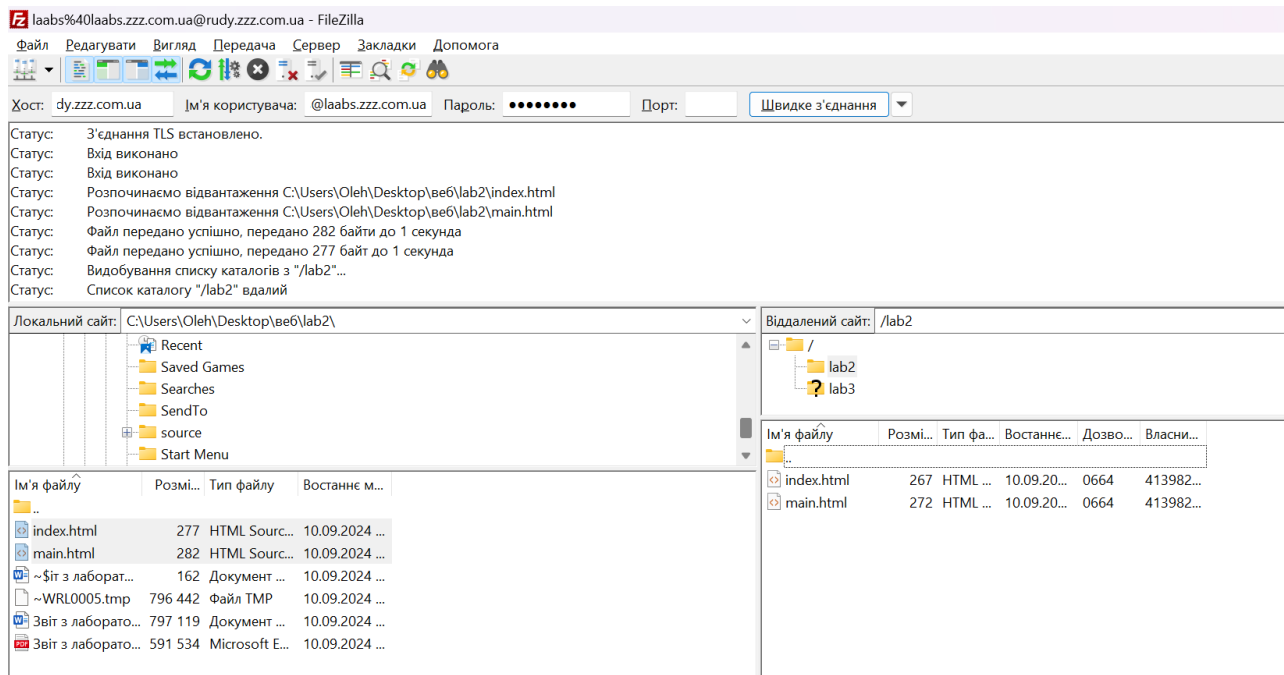 laabs%40laabs.zzz.com.ua@rudy.zzz.com.ua - FileZilla
Файл Редагувати Вигляд Передача Сервер Закладки Допомога
Хост: dy.zzz.com.ua Ім'я користувача: @laabs.zzz.com.ua Пароль: ●●●●●●●● Порт: Швидке з'єднання
Статус: З'єднання TLS встановлено.
Статус: Вхід виконано
Статус: Вхід виконано
Статус: Розпочинаємо відвантаження C:\Users\Oleh\Desktop\веб\lab2\index.html
Статус: Розпочинаємо відвантаження C:\Users\Oleh\Desktop\веб\lab2\main.html
Статус: Файл передано успішно, передано 282 байти до 1 секунда
Статус: Файл передано успішно, передано 277 байт до 1 секунда
Статус: Видобування списку каталогів з "/lab2"...
Статус: Список каталогу "/lab2" вдалий
Локальний сайт: C:\Users\Oleh\Desktop\веб\lab2\
Recent
Saved Games
Searches
SendTo
source
Start Menu
Ім'я файлу Розмі... Тип файлу Востаннє м...
..
index.html 277 HTML Sourc... 10.09.2024 ...
main.html 282 HTML Sourc... 10.09.2024 ...
~$іт з лаборат... 162 Документ ... 10.09.2024 ...
~WRL0005.tmp 796 442 Файл TMP 10.09.2024 ...
Звіт з лаборато... 797 119 Документ ... 10.09.2024 ...
Звіт з лаборато... 591 534 Microsoft E... 10.09.2024 ...
Віддалений сайт: /lab2
/
lab2
lab3
Ім'я файлу Розмі... Тип фа... Востаннє... Дозво... Власни...
..
index.html 267 HTML ... 10.09.20... 0664 413982...
main.html 272 HTML ... 10.09.20... 0664 413982...